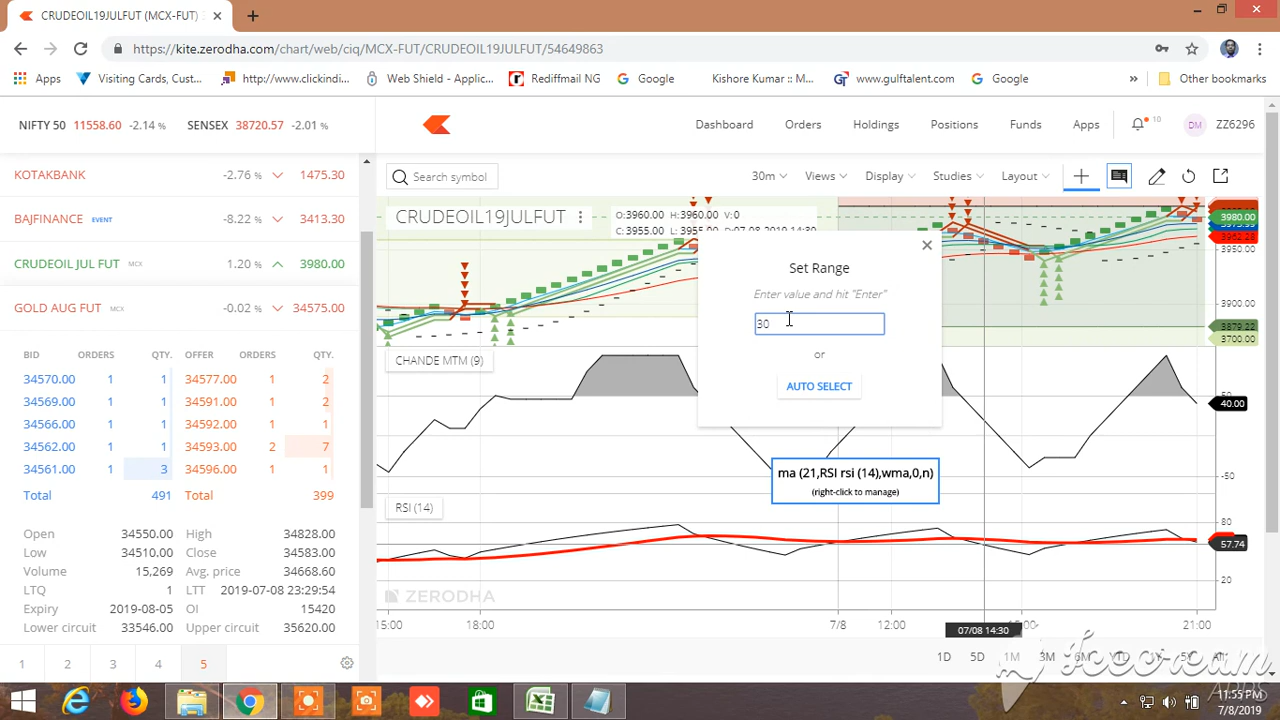 CRUDEOIL19JULFUT (MCX-FUT)
https://kite.zerodha.com/chart/web/ciq/MCX-FUT/CRUDEOIL19JULFUT/54649863
Apps Visiting Cards, Cust... http://www.clickindi... Web Shield - Applic... Rediffmail NG Google Kishore Kumar :: M... www.gulftalent.com Google » Other bookmarks
NIFTY 50 11558.60 -2.14 % SENSEX 38720.57 -2.01 %
Dashboard Orders Holdings Positions Funds Apps 10 DM ZZ6296
KOTAKBANK -2.76 % 1475.30
BAJFINANCE EVENT -8.22 % 3413.30
CRUDEOIL JUL FUT MCX 1.20 % 3980.00
GOLD AUG FUT MCX -0.02 % 34575.00
BID ORDERS QTY. OFFER ORDERS QTY.
34570.00 1 1 34577.00 1 2
34569.00 1 1 34591.00 1 2
34566.00 1 1 34592.00 1 1
34562.00 1 1 34593.00 2 7
34561.00 1 3 34596.00 1 1
Total 491 Total 399
Open 34550.00 High 34828.00
Low 34510.00 Close 34583.00
Volume 15,269 Avg. price 34668.60
LTQ 1 LTT 2019-07-08 23:29:54
Expiry 2019-08-05 OI 15420
Lower circuit 33546.00 Upper circuit 35620.00
1 2 3 4 5
Search symbol 30m Views Display Studies Layout
CRUDEOIL19JULFUT
O:3960.00 H:3960.00 V:0
C:3955.00
3980.00
3950.00
3900.00
3879.22
3700.00
Set Range
Enter value and hit "Enter"
30
or
AUTO SELECT
CHANDE MTM (9)
40.00
-50
ma (21,RSI rsi (14),wma,0,n)
(right-click to manage)
RSI (14)
80
57.74
20
ZERODHA
15:00 18:00 7/8 12:00 21:00
07/08 14:30
1D 5D 1M 3M 6M YTD 1Y
Icecream
APPS
11:55 PM
7/8/2019